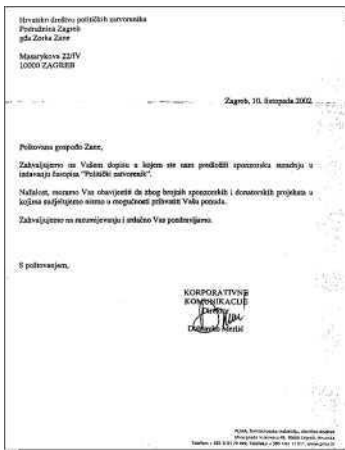 Hrvatsko društvo političkih zatvorenika
Podružnica Zagreb
gđa Zorka Zane
Masarykova 22/IV
10000 ZAGREB
Zagreb, 10. listopada 2002.
Poštovana gospođo Zane,
Zahvaljujemo na Vašem dopisu u kojem ste nam predložili sponzorsku suradnju u
izdavanju časopisa "Politički zatvorenik".
Nažalost, moramo Vas obavijestiti da zbog brojnih sponzorskih i donatorskih projekata u
kojima sudjelujemo nismo u mogućnosti prihvatiti Vašu ponudu.
Zahvaljujemo na razumijevanju i srdačno Vas pozdravljamo.
S poštovanjem,
KORPORATIVNE
KOMUNIKACIJE
Direktor